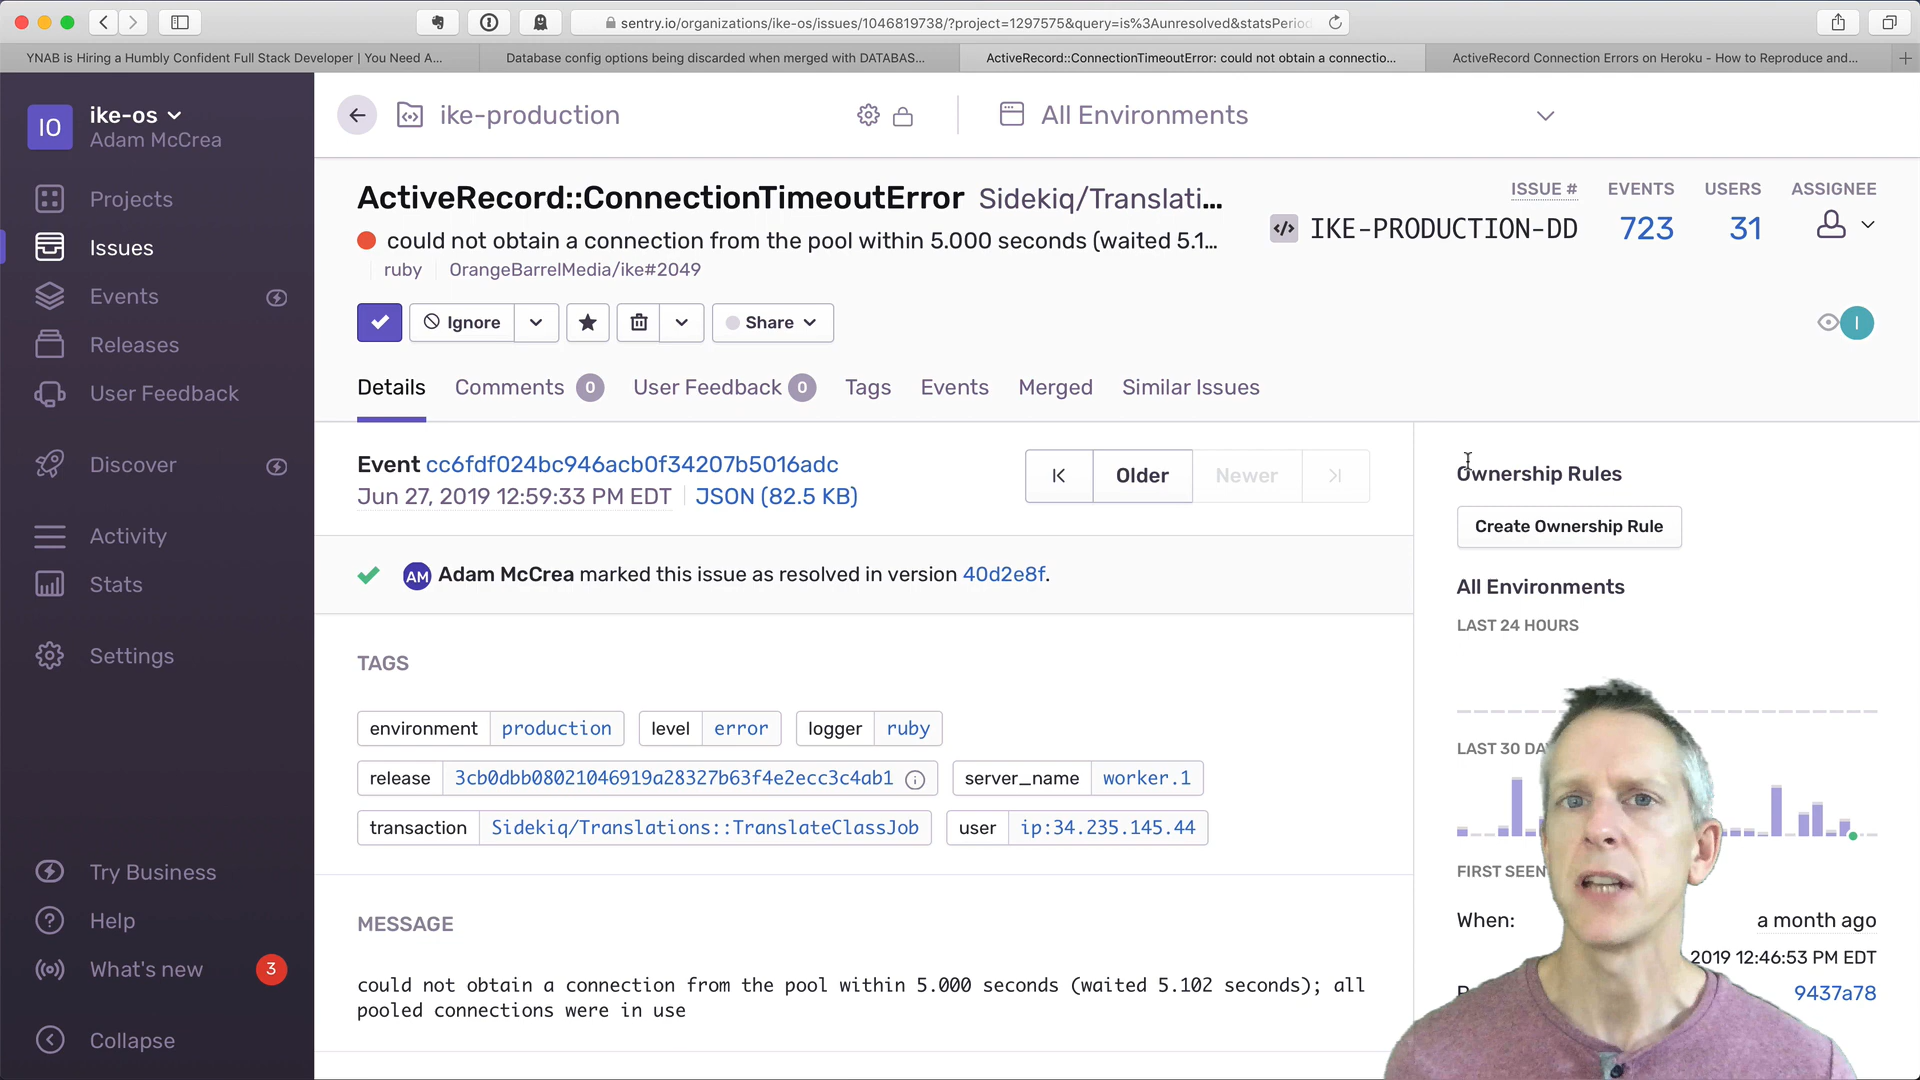 sentry.io/organizations/ike-os/issues/1046819738/?project=1297575&query=is%3Aunresolved&statsPerio
YNAB is Hiring a Humbly Confident Full Stack Developer | You Need A...
Database config options being discarded when merged with DATABAS...
ActiveRecord::ConnectionTimeoutError: could not obtain a connectio...
ActiveRecord Connection Errors on Heroku - How to Reproduce and...
IO
ike-os
Adam McCrea
Projects
Issues
Events
Releases
User Feedback
Discover
Activity
Stats
Settings
Try Business
Help
What's new
3
Collapse
ike-production
All Environments
ActiveRecord::ConnectionTimeoutError Sidekiq/Translati...
could not obtain a connection from the pool within 5.000 seconds (waited 5.1...
ruby OrangeBarrelMedia/ike#2049
ISSUE # EVENTS USERS ASSIGNEE
IKE-PRODUCTION-DD 723 31
Ignore
Share
I
Details Comments 0 User Feedback 0 Tags Events Merged Similar Issues
Event cc6fdf024bc946acb0f34207b5016adc
Jun 27, 2019 12:59:33 PM EDT JSON (82.5 KB)
Older Newer
AM Adam McCrea marked this issue as resolved in version 40d2e8f.
TAGS
environment production level error logger ruby
release 3cb0dbb08021046919a28327b63f4e2ecc3c4ab1 server_name worker.1
transaction Sidekiq/Translations::TranslateClassJob user ip:34.235.145.44
MESSAGE
could not obtain a connection from the pool within 5.000 seconds (waited 5.102 seconds); all
pooled connections were in use
Ownership Rules
Create Ownership Rule
All Environments
LAST 24 HOURS
LAST 30 DA
FIRST SEEN
When: a month ago
2019 12:46:53 PM EDT
9437a78